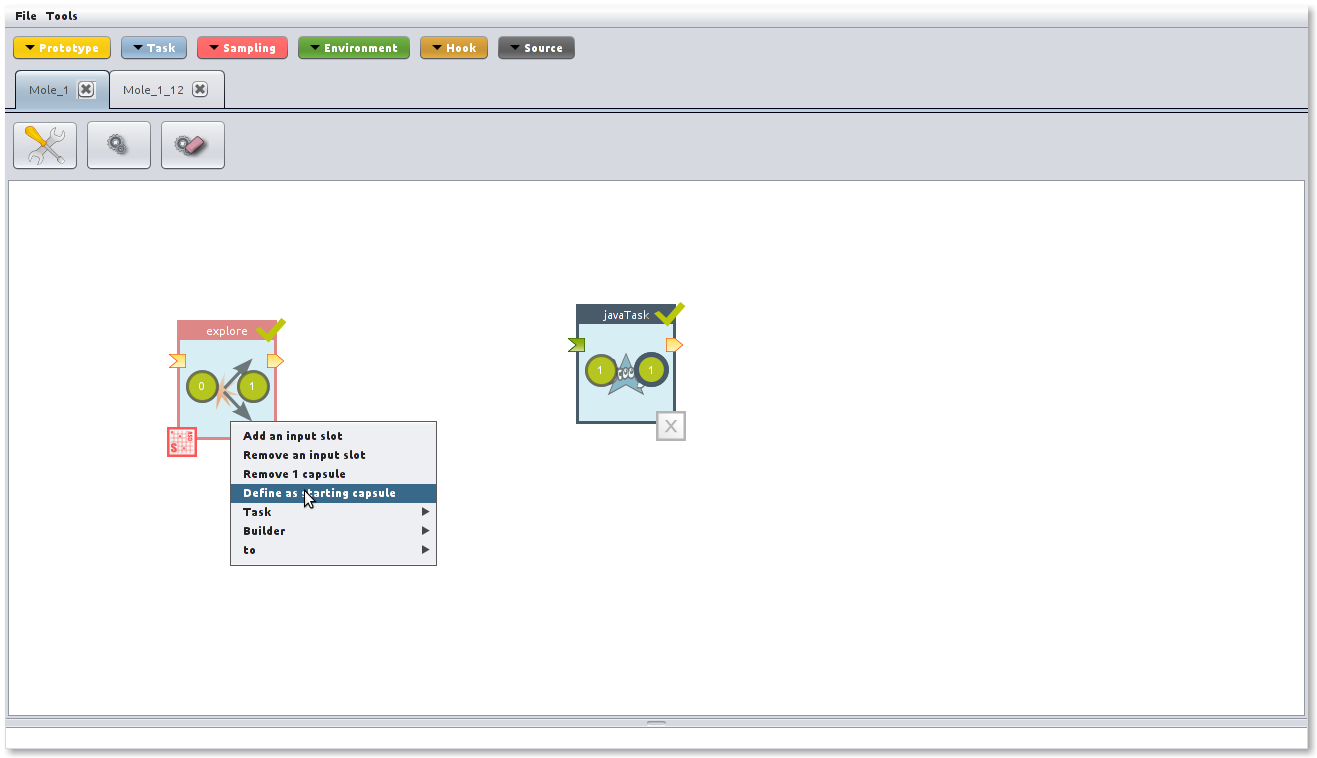 File Tools
Prototype Task Sampling Environment Hook Source
Mole_1 Mole_1_12
explore
javaTask
0 1
1 1
S
X
Add an input slot
Remove an input slot
Remove 1 capsule
Define as starting capsule
Task
Builder
to